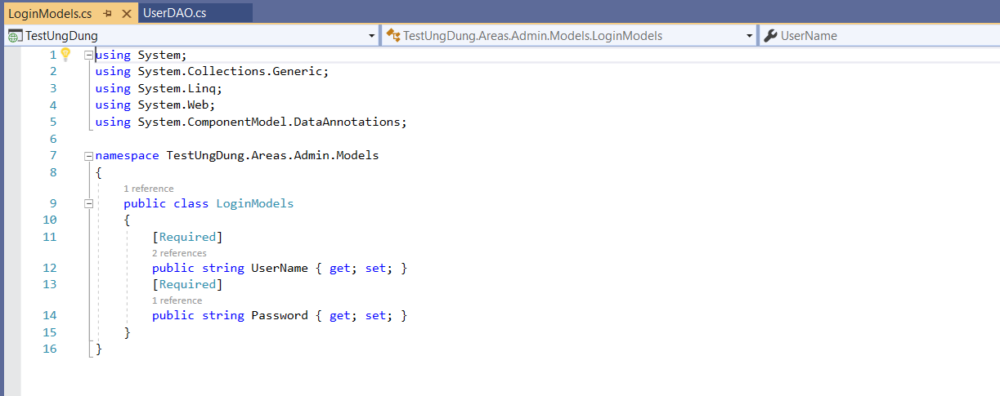 LoginModels.cs UserDAO.cs
TestUngDung TestUngDung.Areas.Admin.Models.LoginModels UserName
1 using System;
2 using System.Collections.Generic;
3 using System.Linq;
4 using System.Web;
5 using System.ComponentModel.DataAnnotations;
6
7 namespace TestUngDung.Areas.Admin.Models
8 {
1 reference
9 public class LoginModels
10 {
11 [Required]
2 references
12 public string UserName { get; set; }
13 [Required]
1 reference
14 public string Password { get; set; }
15 }
16 }